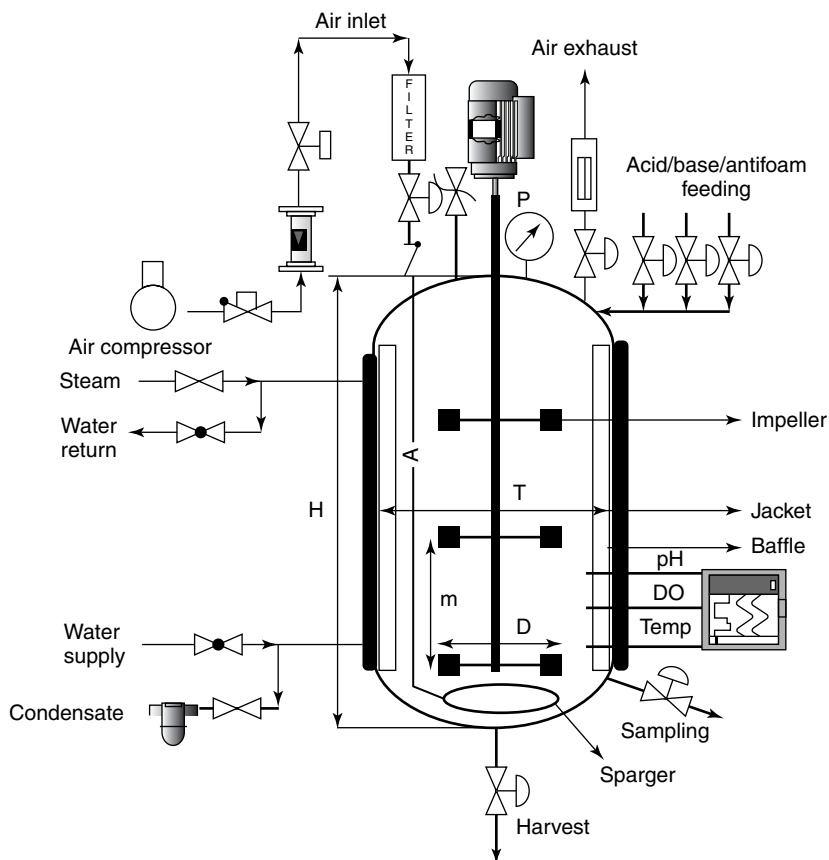 Air inlet
Air exhaust
FILTER
Acid/base/antifoam
feeding
P
Air compressor
Steam
Water
return
Impeller
A
T
H
Jacket
Baffle
pH
DO
Temp
m
D
Water
supply
Condensate
Sampling
Sparger
Harvest